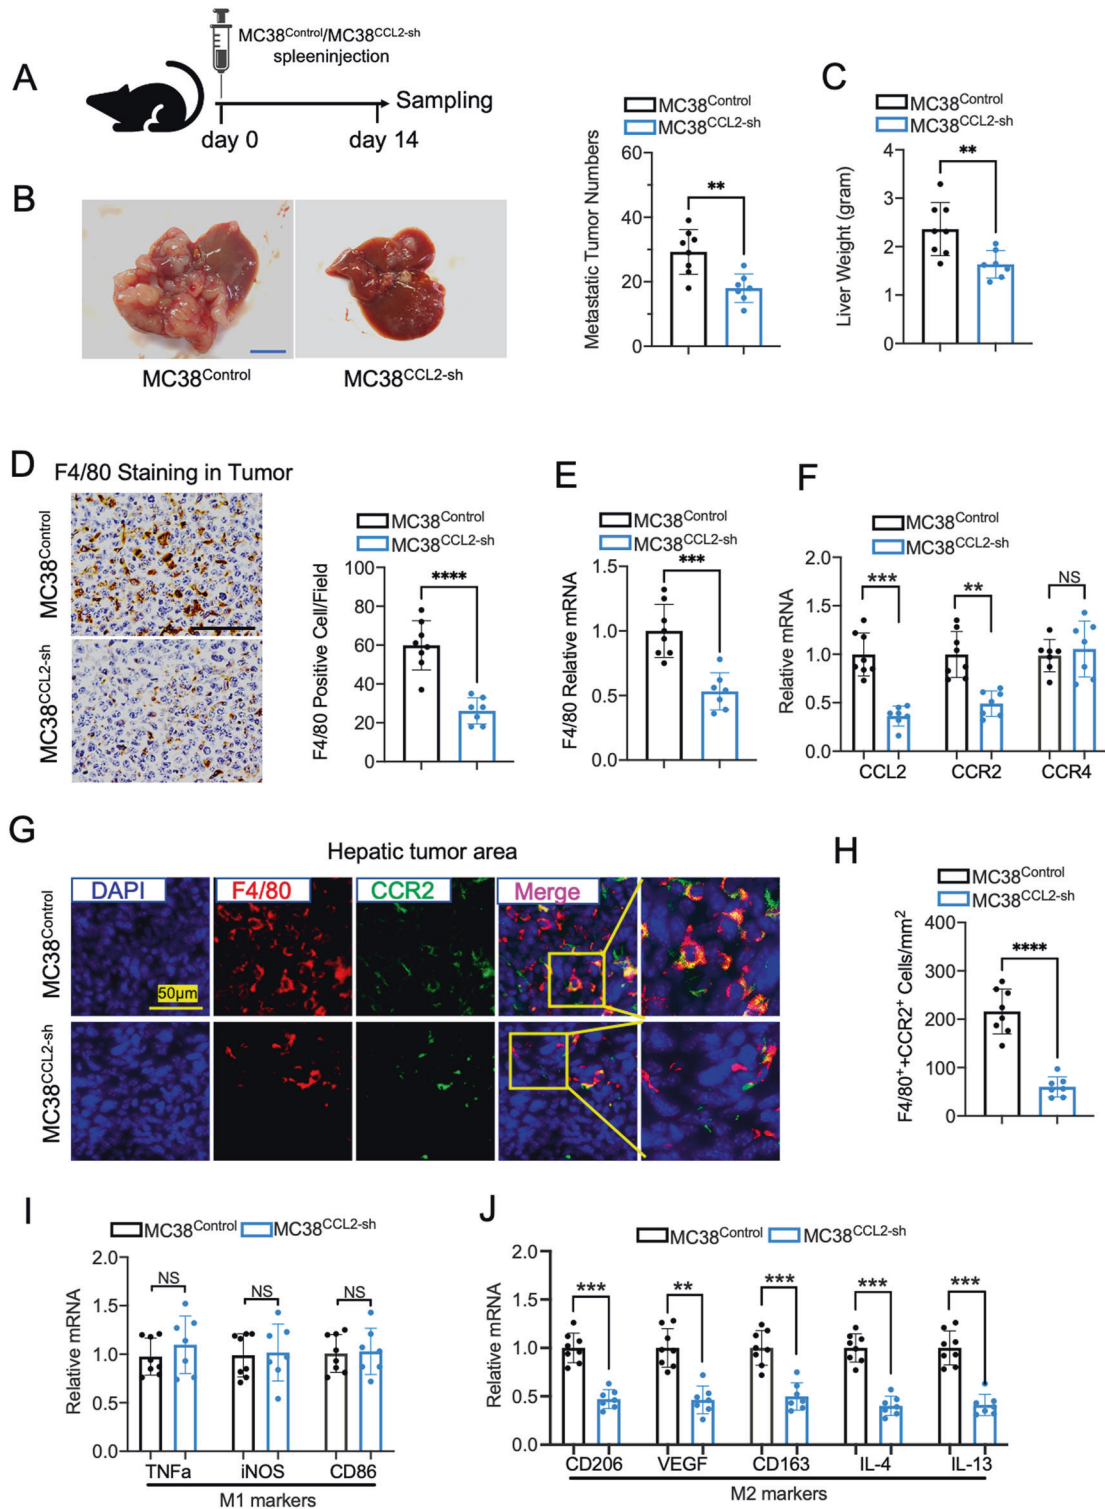 A
MC38Control/MC38CCL2-sh
spleeninjection
Sampling
day 0
day 14
B
MC38Control
MC38CCL2-sh
MC38Control
MC38CCL2-sh
Metastatic Tumor Numbers
60
40
20
0
**
C
MC38Control
MC38CCL2-sh
Liver Weight (gram)
4
3
2
1
0
**
D
F4/80 Staining in Tumor
MC38Control
MC38CCL2-sh
MC38Control
MC38CCL2-sh
F4/80 Positive Cell/Field
100
80
60
40
20
0
****
E
MC38Control
MC38CCL2-sh
F4/80 Relative mRNA
1.5
1.0
0.5
0.0
***
F
MC38Control
MC38CCL2-sh
Relative mRNA
2.0
1.5
1.0
0.5
0.0
*** ** NS
CCL2 CCR2 CCR4
G
Hepatic tumor area
DAPI F4/80 CCR2 Merge
MC38Control
50µm
MC38CCL2-sh
H
MC38Control
MC38CCL2-sh
F4/80++CCR2+ Cells/mm2
400
300
200
100
0
****
I
MC38Control MC38CCL2-sh
Relative mRNA
2.0
1.5
1.0
0.5
0.0
NS NS NS
TNFa iNOS CD86
M1 markers
J
MC38Control MC38CCL2-sh
Relative mRNA
2.0
1.5
1.0
0.5
0.0
*** ** *** *** ***
CD206 VEGF CD163 IL-4 IL-13
M2 markers